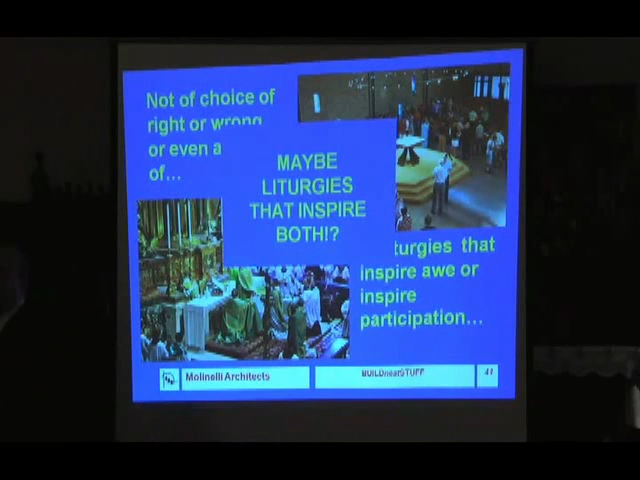 Not of choice of
right or wrong
or even a
of...
MAYBE
LITURGIES
THAT INSPIRE
BOTH!?
turgies that
inspire awe or
inspire
participation...
Molinelli Architects
BUILDneatSTUFF
41